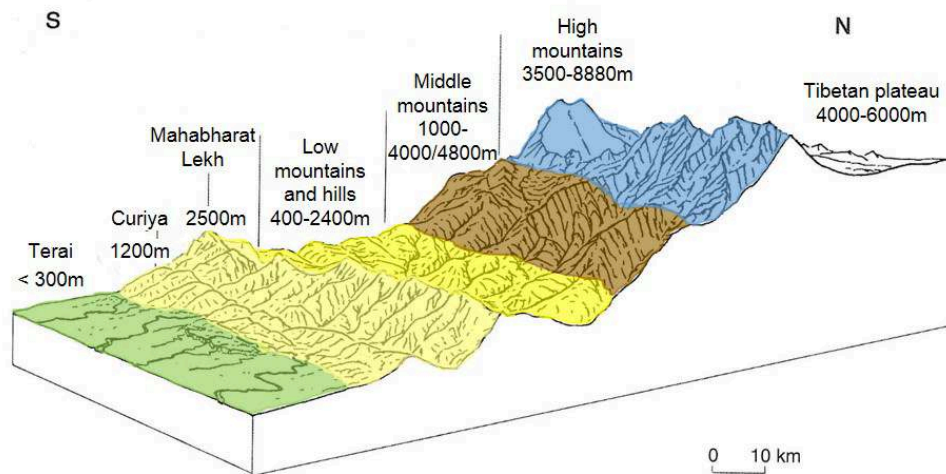 S
N
High
mountains
3500-8880m
Middle
mountains
1000-
4000/4800m
Tibetan plateau
4000-6000m
Mahabharat
Lekh
2500m
Low
mountains
and hills
400-2400m
Curiya
1200m
Terai
< 300m
0 10 km